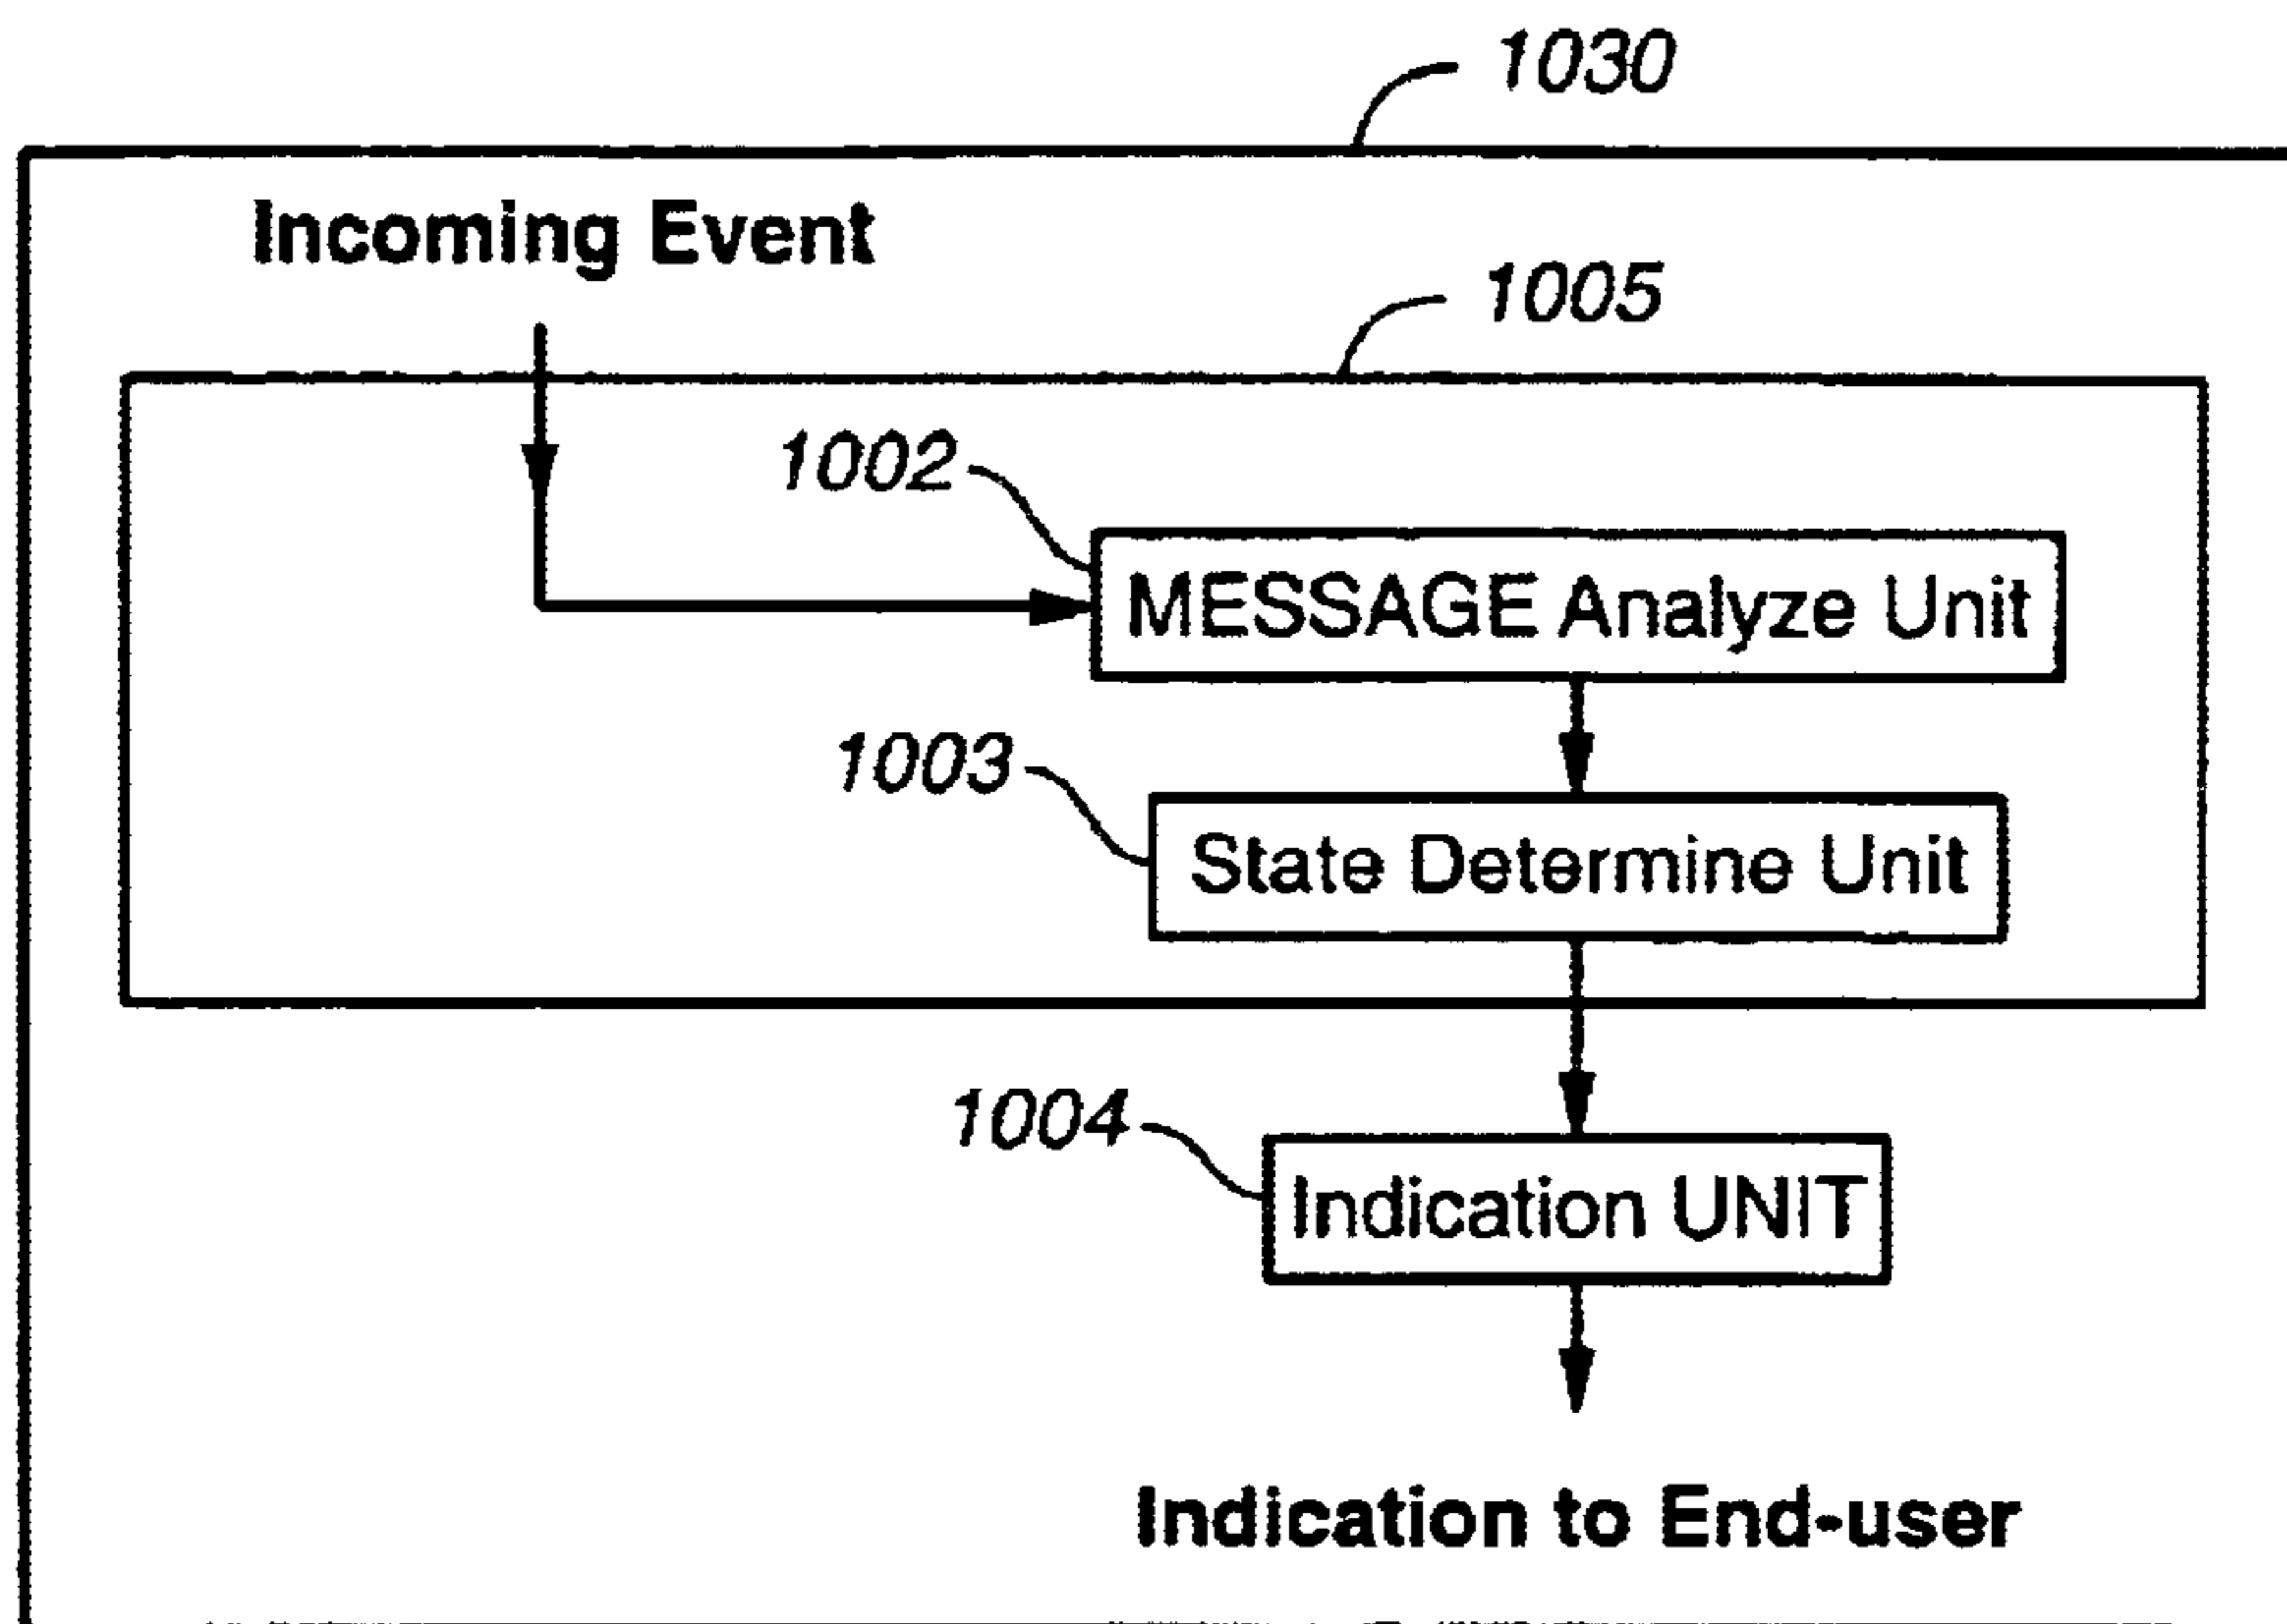 1030
Incoming Event
1005
1002
MESSAGE Analyze Unit
1003
State Determine Unit
1004
Indication UNIT
Indication to End-user